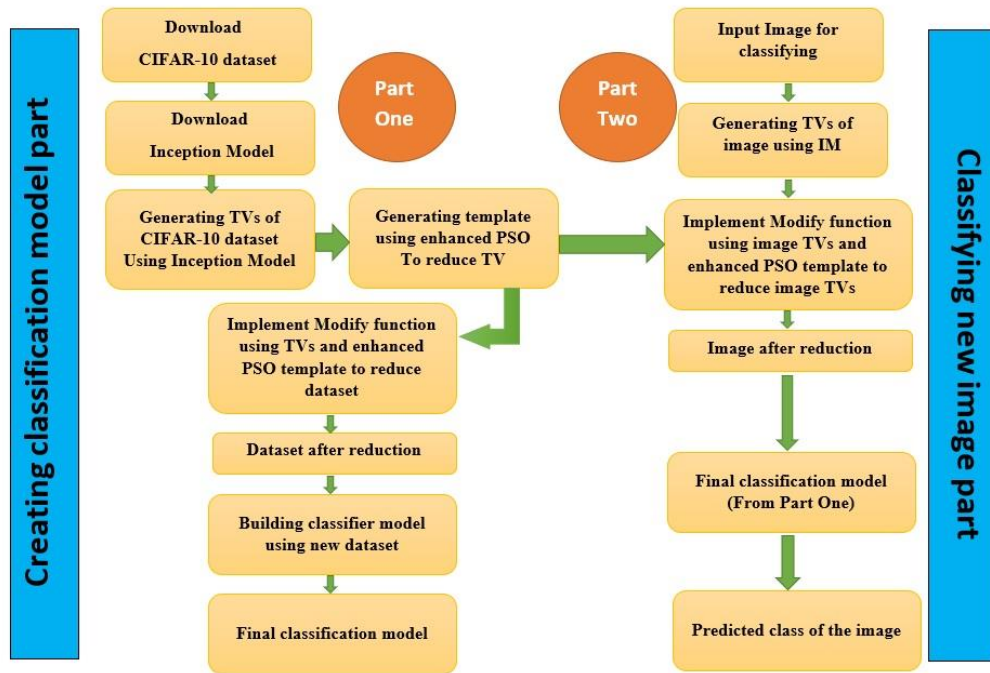 Creating classification model part
Download
CIFAR-10 dataset
Download
Inception Model
Generating TVs of
CIFAR-10 dataset
Using Inception Model
Part
One
Generating template
using enhanced PSO
To reduce TV
Implement Modify function
using TVs and enhanced
PSO template to reduce
dataset
Dataset after reduction
Building classifier model
using new dataset
Final classification model
Part
Two
Input Image for
classifying
Generating TVs of
image using IM
Implement Modify function
using image TVs and
enhanced PSO template to
reduce image TVs
Image after reduction
Final classification model
(From Part One)
Predicted class of the image
Classifying new image part